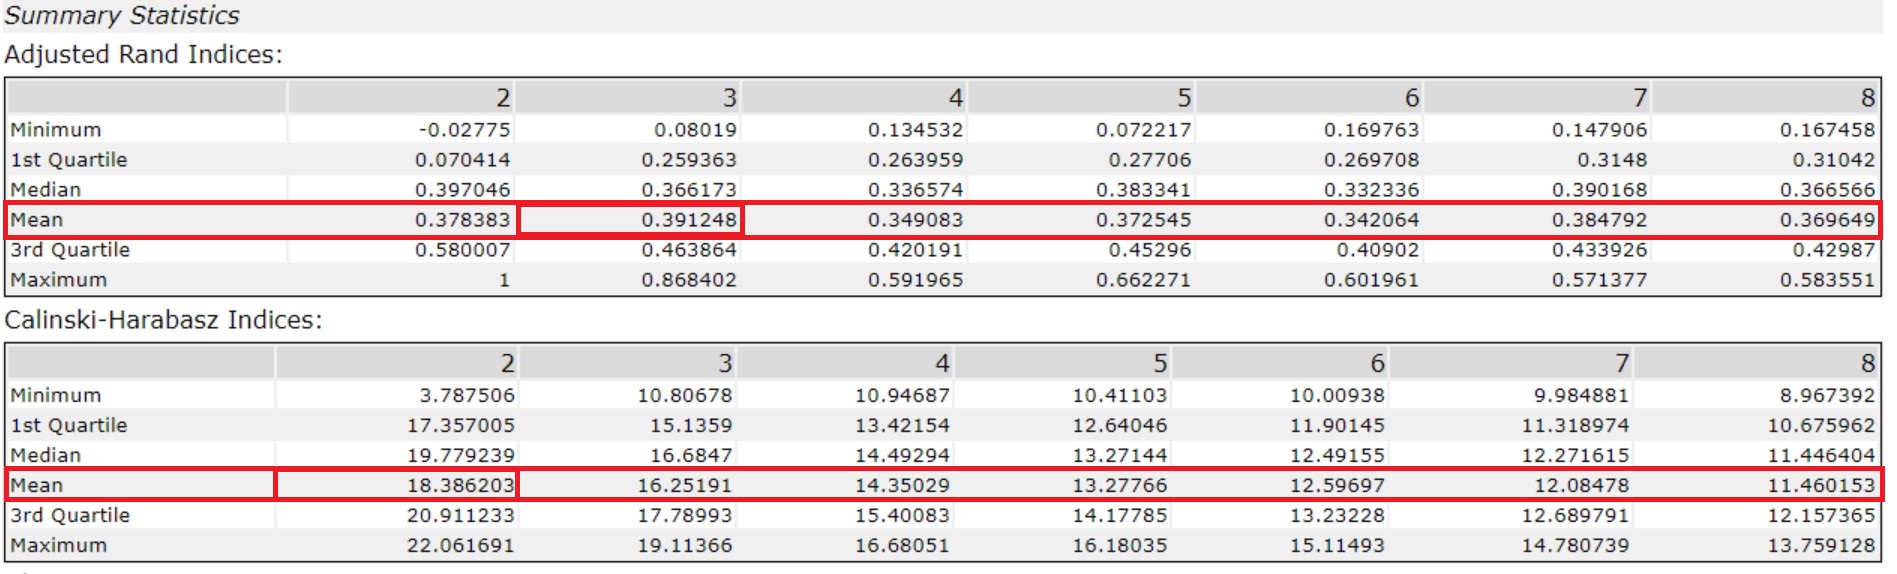 Summary Statistics
Adjusted Rand Indices:
2 3 4 5 6 7 8
Minimum -0.02775 0.08019 0.134532 0.072217 0.169763 0.147906 0.167458
1st Quartile 0.070414 0.259363 0.263959 0.27706 0.269708 0.3148 0.31042
Median 0.397046 0.366173 0.336574 0.383341 0.332336 0.390168 0.366566
Mean 0.378383 0.391248 0.349083 0.372545 0.342064 0.384792 0.369649
3rd Quartile 0.580007 0.463864 0.420191 0.45296 0.40902 0.433926 0.42987
Maximum 1 0.868402 0.591965 0.662271 0.601961 0.571377 0.583551
Calinski-Harabasz Indices:
2 3 4 5 6 7 8
Minimum 3.787506 10.80678 10.94687 10.41103 10.00938 9.984881 8.967392
1st Quartile 17.357005 15.1359 13.42154 12.64046 11.90145 11.318974 10.675962
Median 19.779239 16.6847 14.49294 13.27144 12.49155 12.271615 11.446404
Mean 18.386203 16.25191 14.35029 13.27766 12.59697 12.08478 11.460153
3rd Quartile 20.911233 17.78993 15.40083 14.17785 13.23228 12.689791 12.157365
Maximum 22.061691 19.11366 16.68051 16.18035 15.11493 14.780739 13.759128